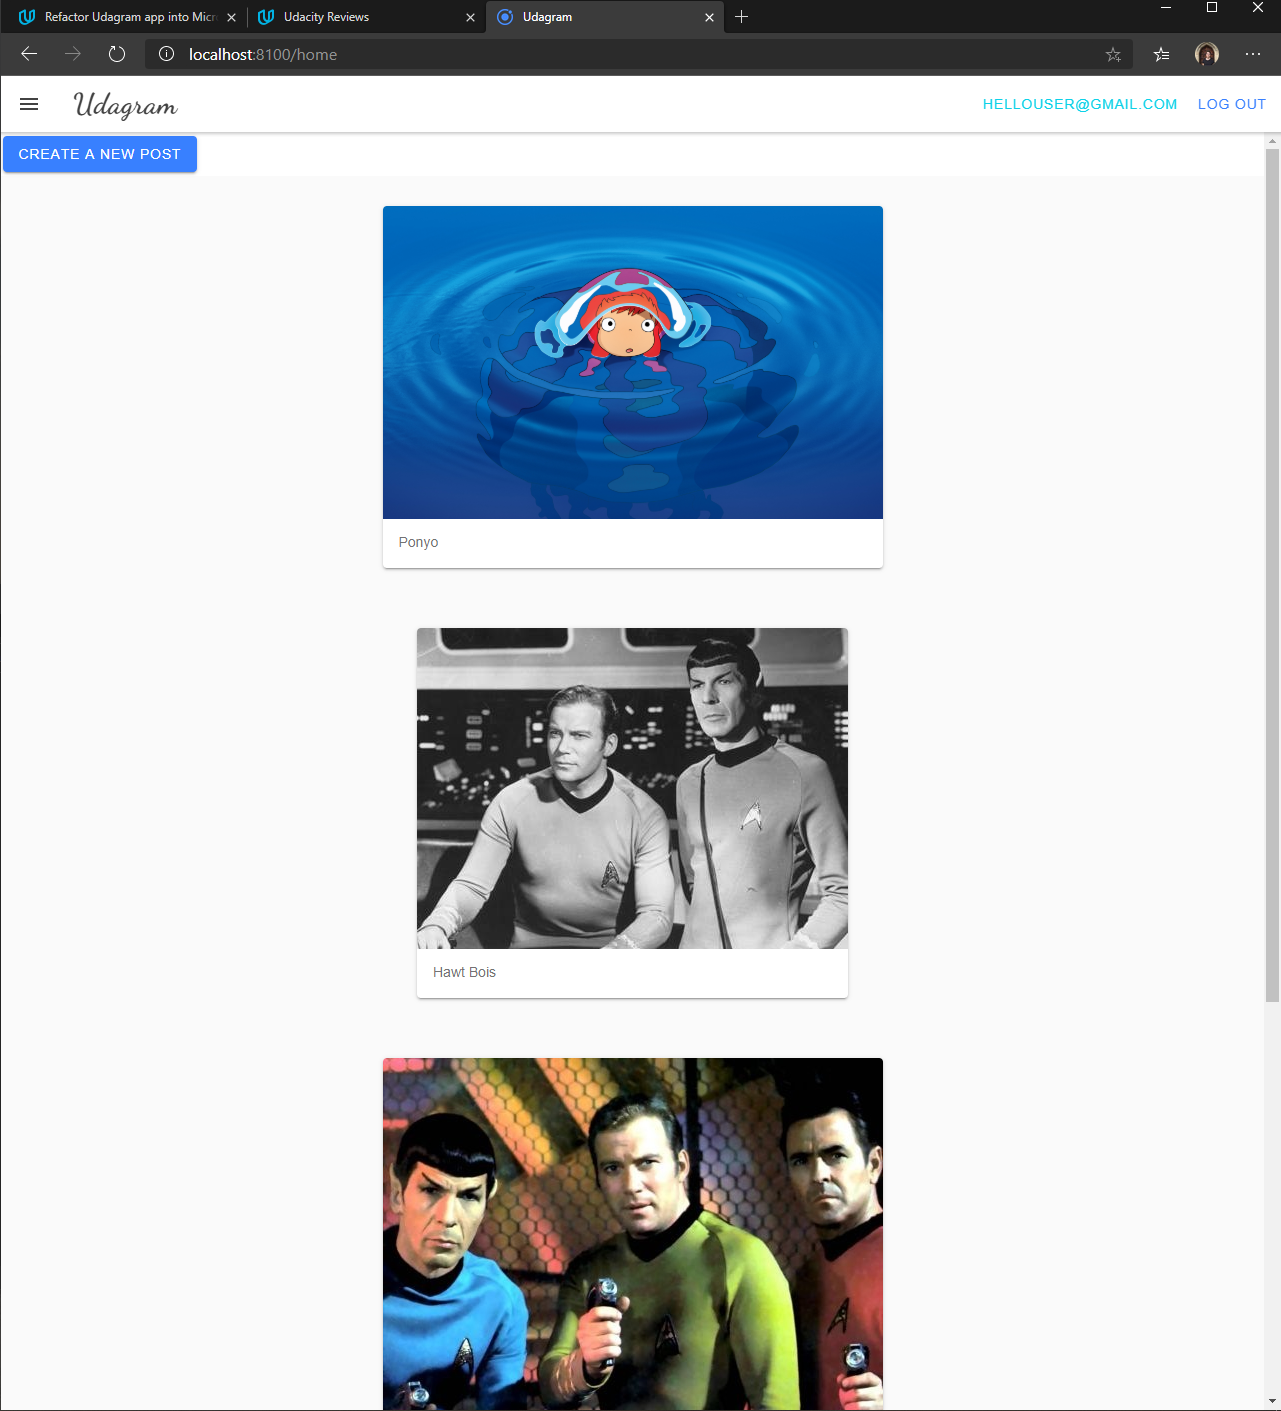 Refactor Udagram app into Micr
Udacity Reviews
Udagram
localhost:8100/home
Udagram
HELLOUSER@GMAIL.COM
LOG OUT
CREATE A NEW POST
Ponyo
Hawt Bois